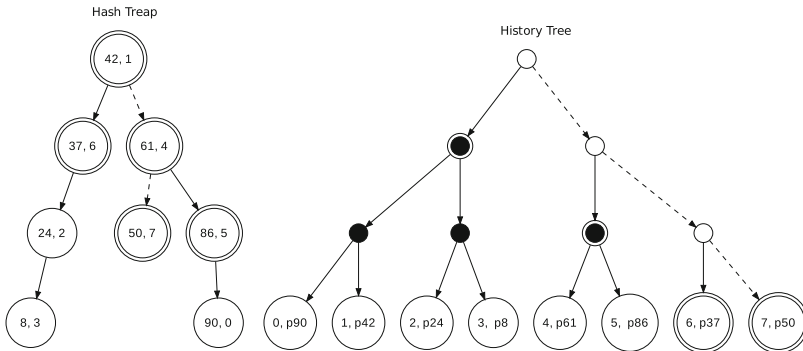 Hash Treap
History Tree
42, 1
37, 6
61, 4
24, 2
50, 7
86, 5
8, 3
90, 0
0, p90
1, p42
2, p24
3, p8
4, p61
5, p86
6, p37
7, p50